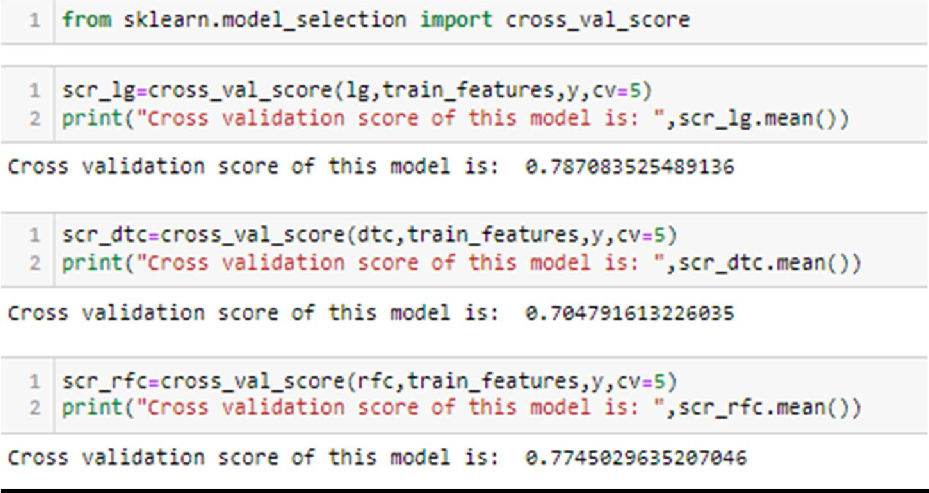 1 from sklearn.model_selection import cross_val_score
1 scr_lg=cross_val_score(lg,train_features,y,cv=5)
2 print("Cross validation score of this model is: ",scr_lg.mean())
Cross validation score of this model is:  0.787083525489136
1 scr_dtc=cross_val_score(dtc,train_features,y,cv=5)
2 print("Cross validation score of this model is: ",scr_dtc.mean())
Cross validation score of this model is:  0.704791613226035
1 scr_rfc=cross_val_score(rfc,train_features,y,cv=5)
2 print("Cross validation score of this model is: ",scr_rfc.mean())
Cross validation score of this model is:  0.7745029635207046